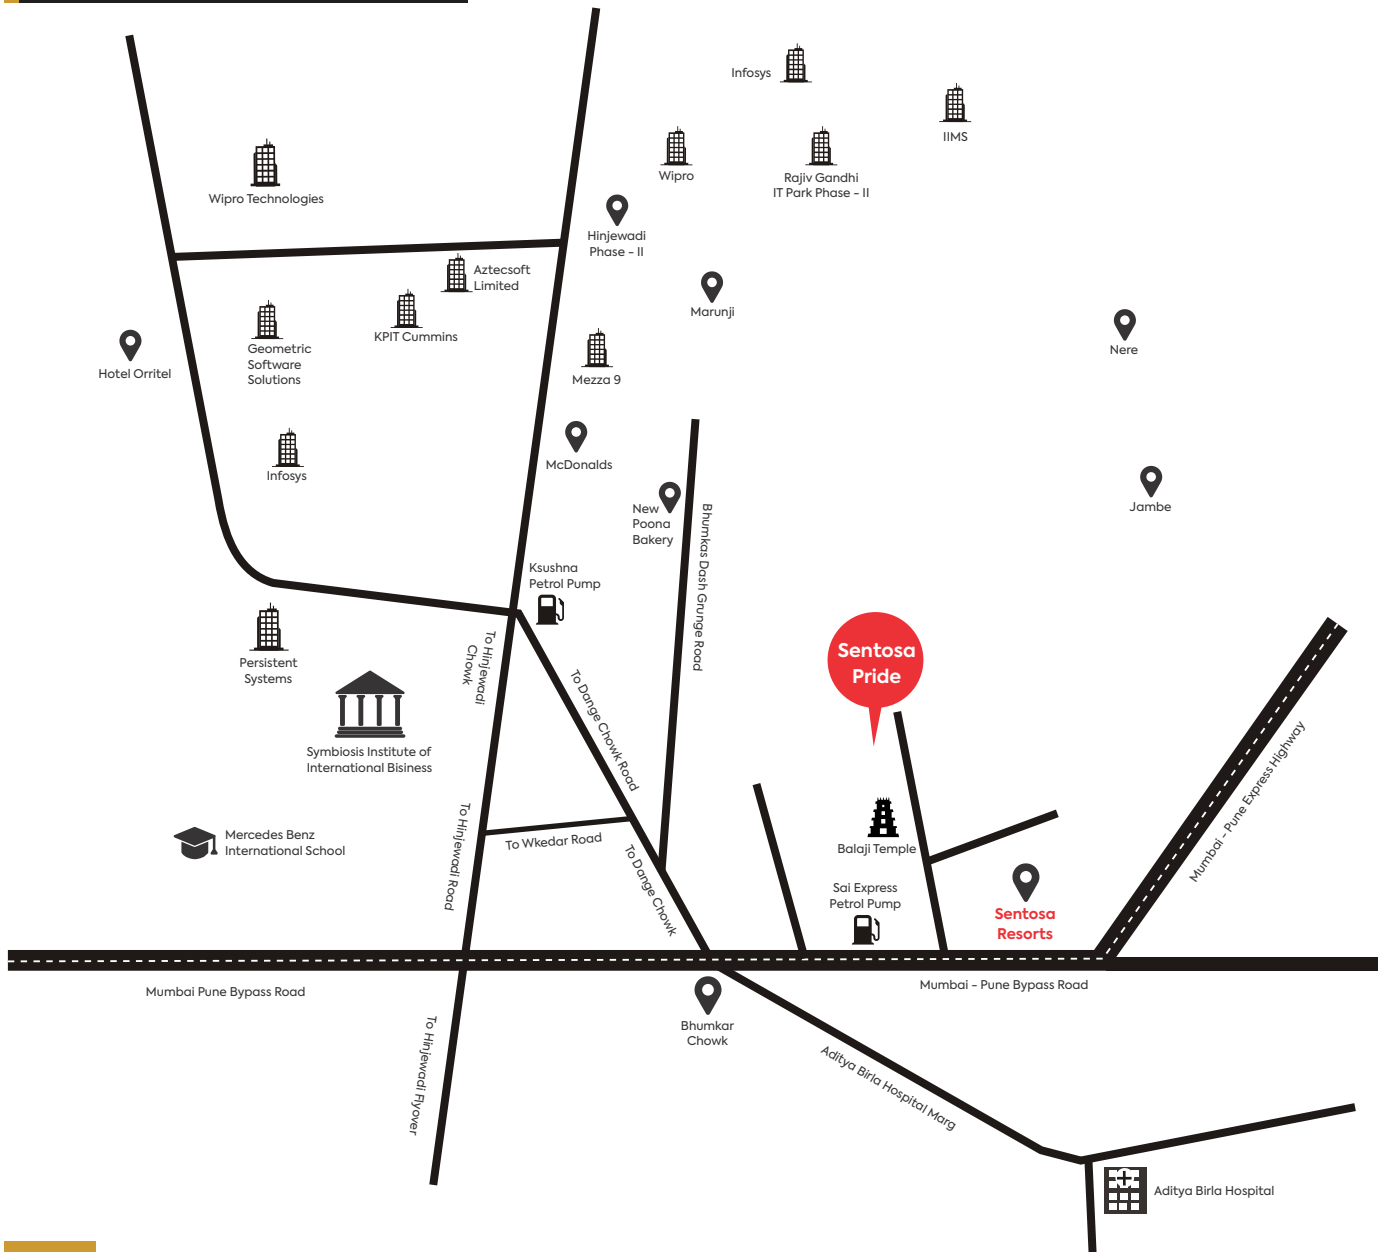 Infosys
IIMS
Wipro
Rajiv Gandhi
IT Park Phase - II
Wipro Technologies
Hinjewadi
Phase - II
Aztecsoft
Limited
Marunji
KPIT Cummins
Geometric
Software
Solutions
Nere
Hotel Orritel
Mezza 9
McDonalds
Infosys
New
Poona
Bakery
Jambe
Bhumkas Dash Grunge Road
Ksushna
Petrol Pump
To Hinjewadi
Chowk
Persistent
Systems
Sentosa
Pride
To Dange Chowk Road
Symbiosis Institute of
International Bisiness
Mumbai - Pune Express Highway
Mercedes Benz
International School
To Hinjewadi Road
To Wkedar Road
To Dange Chowk
Balaji Temple
Sai Express
Petrol Pump
Sentosa
Resorts
Mumbai Pune Bypass Road
Mumbai - Pune Bypass Road
Bhumkar
Chowk
To Hinjewadi Flyover
Aditya Birla Hospital Marg
Aditya Birla Hospital